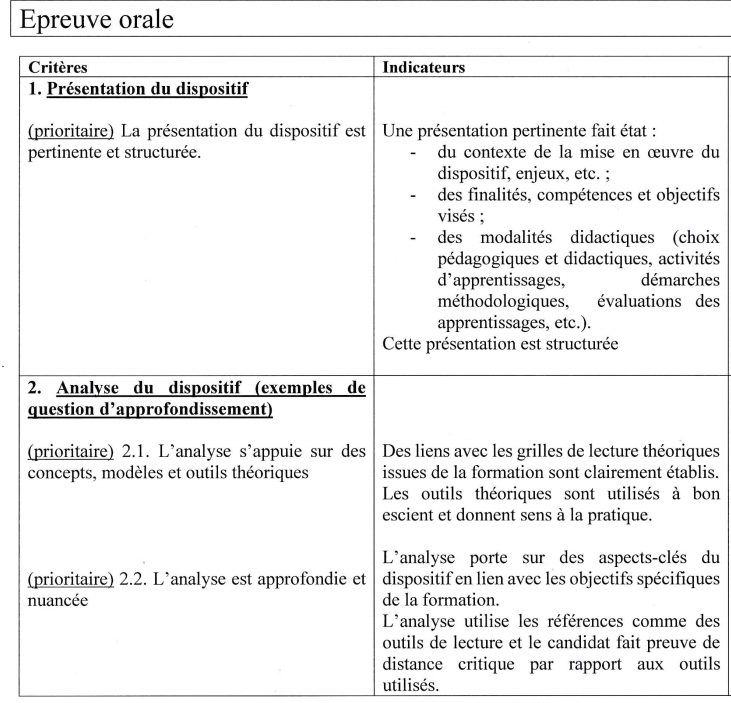 Epreuve orale
Critères
Indicateurs
1. Présentation du dispositif
(prioritaire) La présentation du dispositif est
pertinente et structurée.
Une présentation pertinente fait état :
- du contexte de la mise en œuvre du
dispositif, enjeux, etc. ;
- des finalités, compétences et objectifs
visés ;
- des modalités didactiques (choix
pédagogiques et didactiques, activités
d'apprentissages, démarches
méthodologiques, évaluations des
apprentissages, etc.).
Cette présentation est structurée
2. Analyse du dispositif (exemples de
question d'approfondissement)
(prioritaire) 2.1. L'analyse s'appuie sur des
concepts, modèles et outils théoriques
Des liens avec les grilles de lecture théoriques
issues de la formation sont clairement établis.
Les outils théoriques sont utilisés à bon
escient et donnent sens à la pratique.
(prioritaire) 2.2. L'analyse est approfondie et
nuancée
L'analyse porte sur des aspects-clés du
dispositif en lien avec les objectifs spécifiques
de la formation.
L'analyse utilise les références comme des
outils de lecture et le candidat fait preuve de
distance critique par rapport aux outils
utilisés.